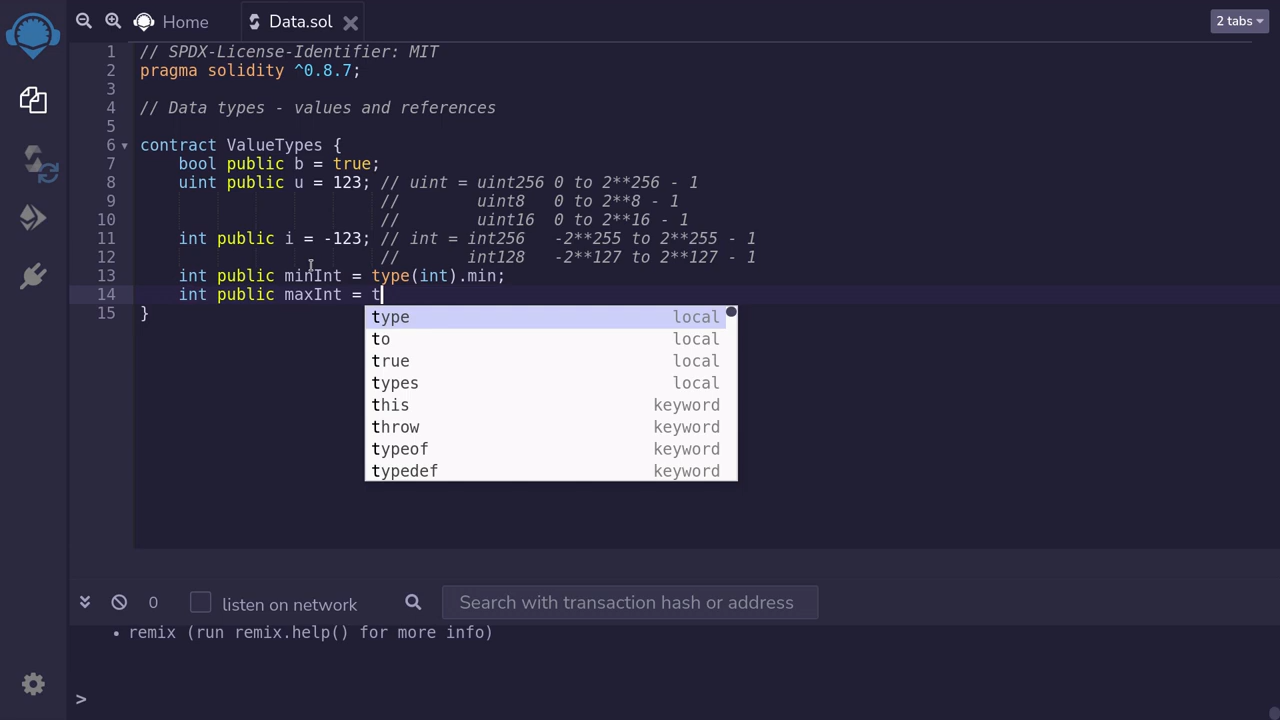 Home
Data.sol
2 tabs
1 // SPDX-License-Identifier: MIT
2 pragma solidity ^0.8.7;
3
4 // Data types - values and references
5
6 contract ValueTypes {
7 bool public b = true;
8 uint public u = 123; // uint = uint256 0 to 2**256 - 1
9 // uint8 0 to 2**8 - 1
10 // uint16 0 to 2**16 - 1
11 int public i = -123; // int = int256 -2**255 to 2**255 - 1
12 // int128 -2**127 to 2**127 - 1
13 int public minInt = type(int).min;
14 int public maxInt = t
15 }
type local
to local
true local
types local
this keyword
throw keyword
typeof keyword
typedef keyword
0 listen on network Search with transaction hash or address
• remix (run remix.help() for more info)
>